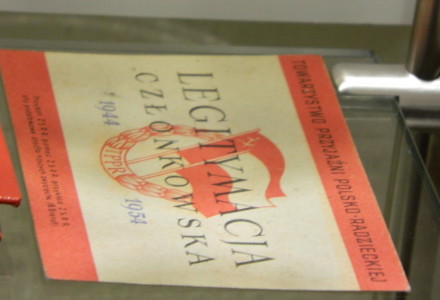 TOWARZYSTWO PRZYJAŹNI POLSKO-RADZIECKIEJ
LEGITYMACJA
CZŁONKOWSKA
1944
1954
TPPR